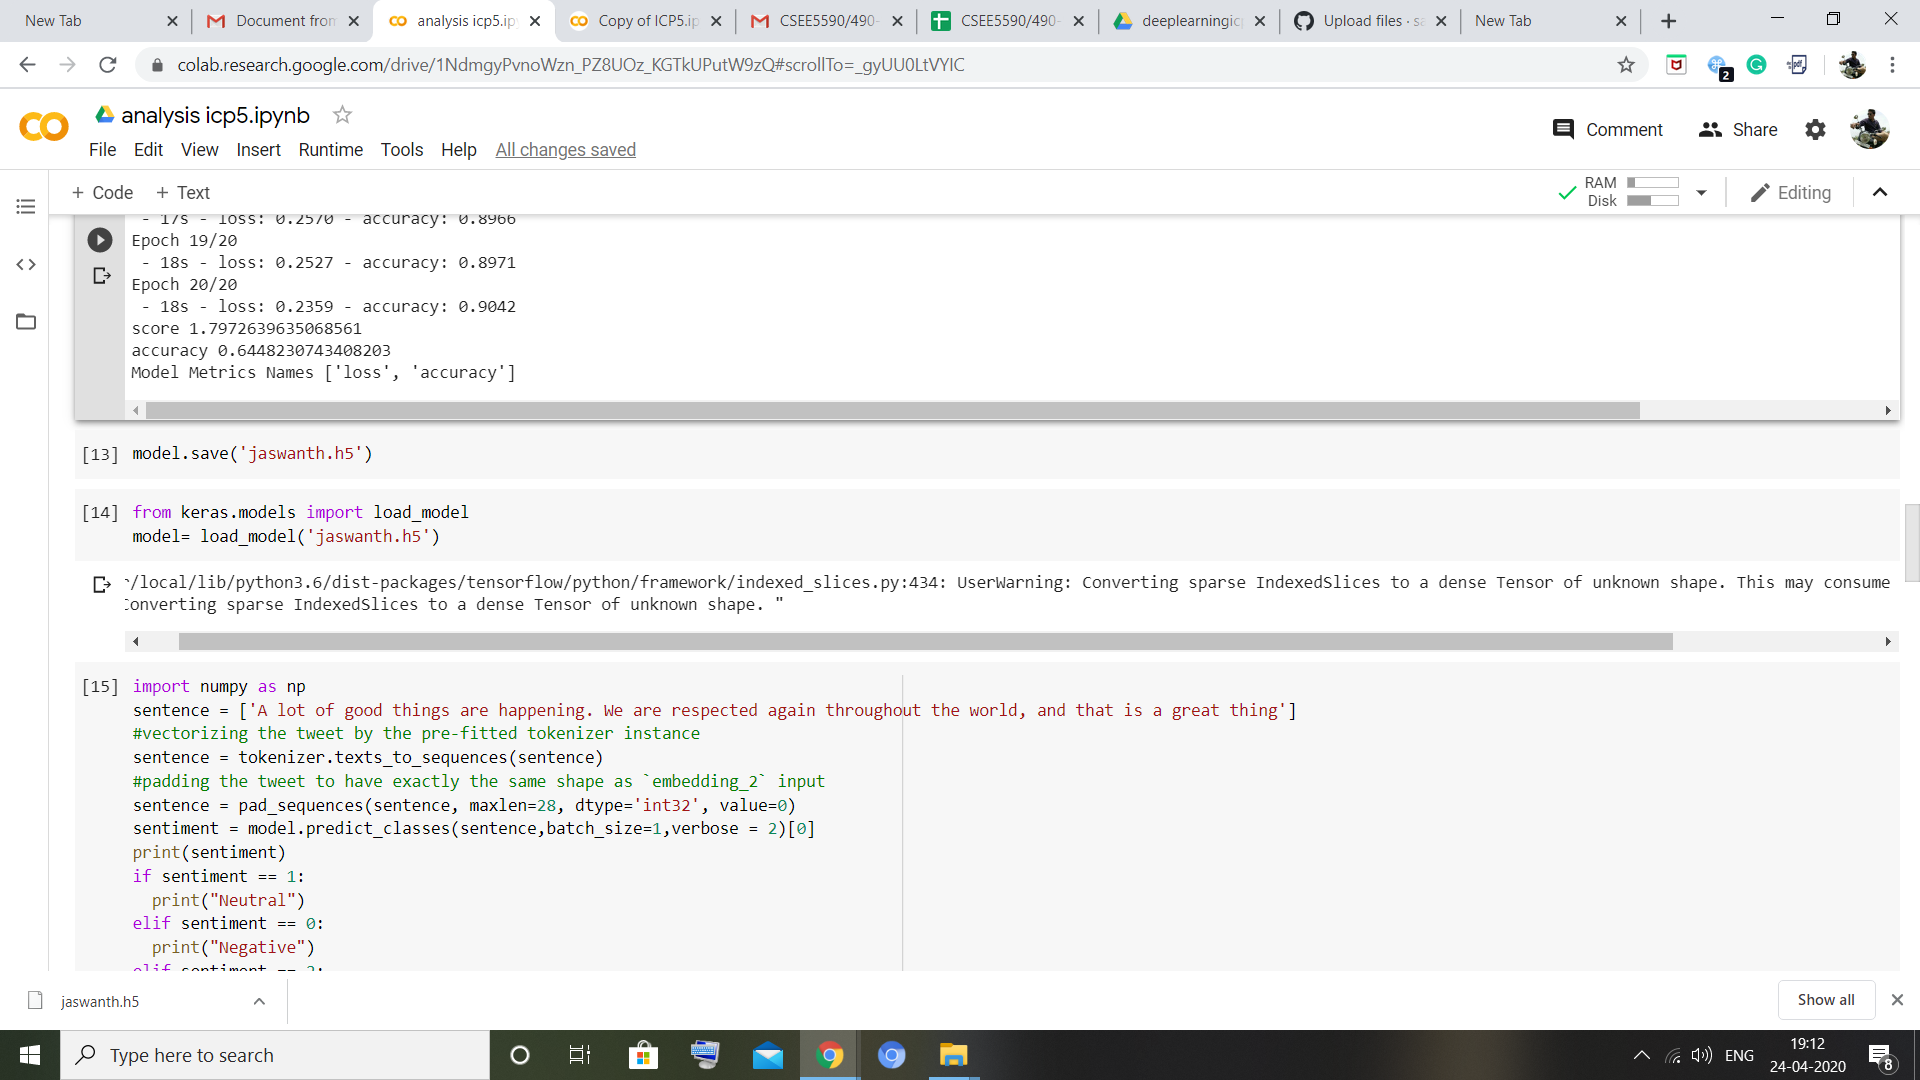 New Tab
Document from
analysis icp5.ip
Copy of ICP5.ip
CSEE5590/490-
CSEE5590/490-
deeplearningic
Upload files · sa
New Tab
colab.research.google.com/drive/1NdmgyPvnoWzn_PZ8UOz_KGTkUPutW9zQ#scrollTo=_gyUU0LtVYIC
2
analysis icp5.ipynb
Comment
Share
File Edit View Insert Runtime Tools Help All changes saved
+ Code + Text
RAM
Disk
Editing
- 17s - loss: 0.2570 - accuracy: 0.8966
Epoch 19/20
- 18s - loss: 0.2527 - accuracy: 0.8971
Epoch 20/20
- 18s - loss: 0.2359 - accuracy: 0.9042
score 1.7972639635068561
accuracy 0.6448230743408203
Model Metrics Names ['loss', 'accuracy']
[13] model.save('jaswanth.h5')
[14] from keras.models import load_model
model= load_model('jaswanth.h5')
r/local/lib/python3.6/dist-packages/tensorflow/python/framework/indexed_slices.py:434: UserWarning: Converting sparse IndexedSlices to a dense Tensor of unknown shape. This may consume
Converting sparse IndexedSlices to a dense Tensor of unknown shape. "
[15] import numpy as np
sentence = ['A lot of good things are happening. We are respected again throughout the world, and that is a great thing']
#vectorizing the tweet by the pre-fitted tokenizer instance
sentence = tokenizer.texts_to_sequences(sentence)
#padding the tweet to have exactly the same shape as `embedding_2` input
sentence = pad_sequences(sentence, maxlen=28, dtype='int32', value=0)
sentiment = model.predict_classes(sentence,batch_size=1,verbose = 2)[0]
print(sentiment)
if sentiment == 1:
print("Neutral")
elif sentiment == 0:
print("Negative")
elif sentiment == 2:
jaswanth.h5
Show all
Type here to search
ENG
19:12
24-04-2020
8